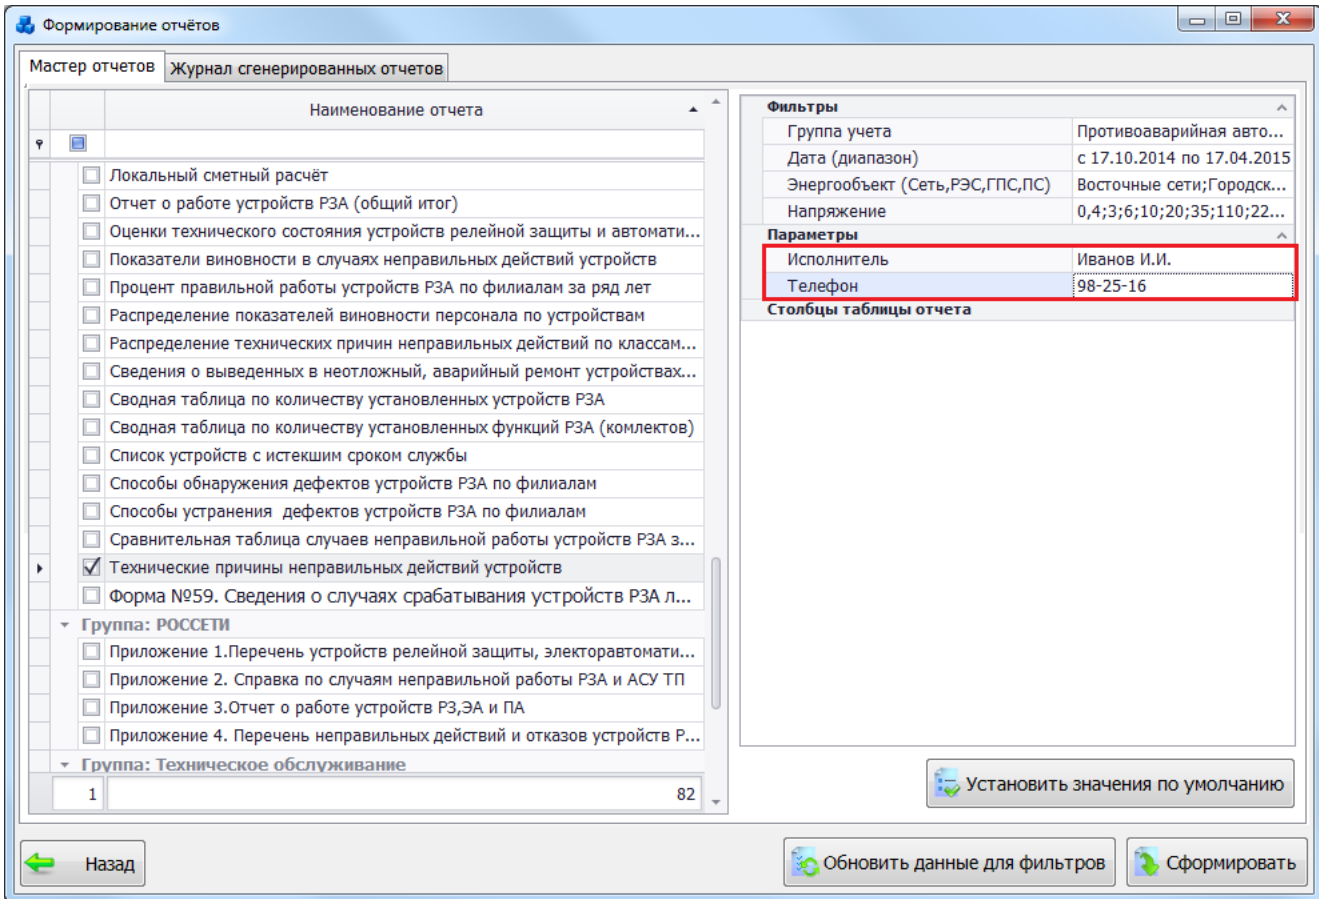 Формирование отчётов
Мастер отчетов
Журнал сгенерированных отчетов
Наименование отчета
Локальный сметный расчёт
Отчет о работе устройств РЗА (общий итог)
Оценки технического состояния устройств релейной защиты и автомати...
Показатели виновности в случаях неправильных действий устройств
Процент правильной работы устройств РЗА по филиалам за ряд лет
Распределение показателей виновности персонала по устройствам
Распределение технических причин неправильных действий по классам...
Сведения о выведенных в неотложный, аварийный ремонт устройствах...
Сводная таблица по количеству установленных устройств РЗА
Сводная таблица по количеству установленных функций РЗА (комлектов)
Список устройств с истекшим сроком службы
Способы обнаружения дефектов устройств РЗА по филиалам
Способы устранения дефектов устройств РЗА по филиалам
Сравнительная таблица случаев неправильной работы устройств РЗА з...
Технические причины неправильных действий устройств
Форма №59. Сведения о случаях срабатывания устройств РЗА л...
Группа: РОССЕТИ
Приложение 1.Перечень устройств релейной защиты, электоравтомати...
Приложение 2. Справка по случаям неправильной работы РЗА и АСУ ТП
Приложение 3.Отчет о работе устройств РЗ,ЭА и ПА
Приложение 4. Перечень неправильных действий и отказов устройств Р...
Группа: Техническое обслуживание
1 82
Фильтры
Группа учета Противоаварийная авто...
Дата (диапазон) с 17.10.2014 по 17.04.2015
Энергообъект (Сеть,РЭС,ГПС,ПС) Восточные сети;Городск...
Напряжение 0,4;3;6;10;20;35;110;22...
Параметры
Исполнитель Иванов И.И.
Телефон 98-25-16
Столбцы таблицы отчета
Установить значения по умолчанию
Назад
Обновить данные для фильтров
Сформировать